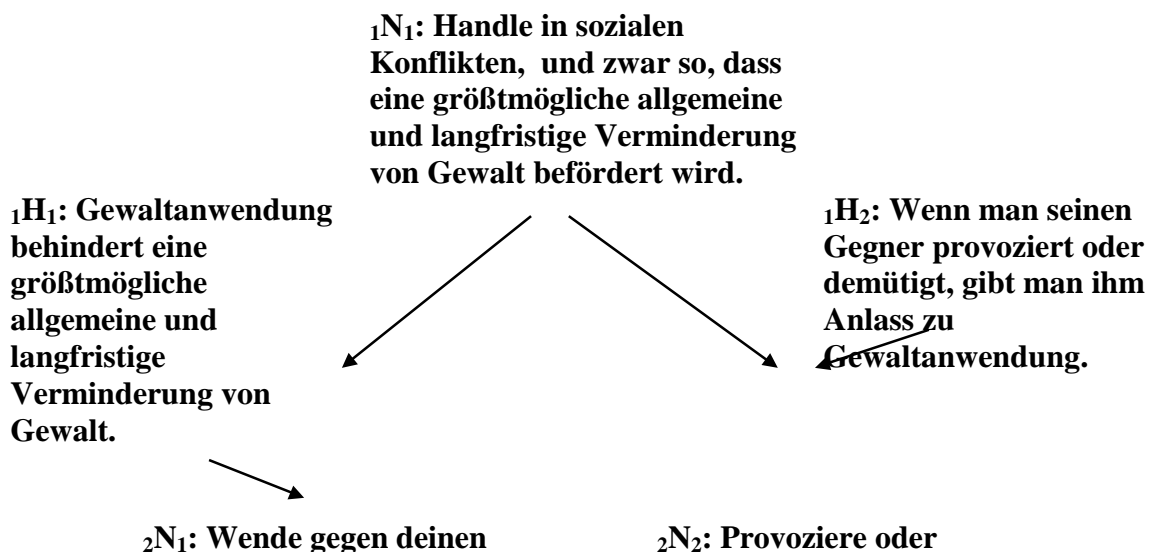 ₁N₁: Handle in sozialen
Konflikten, und zwar so, dass
eine größtmögliche allgemeine
und langfristige Verminderung
von Gewalt befördert wird.
₁H₁: Gewaltanwendung
behindert eine
größtmögliche
allgemeine und
langfristige
Verminderung von
Gewalt.
₁H₂: Wenn man seinen
Gegner provoziert oder
demütigt, gibt man ihm
Anlass zu
Gewaltanwendung.
₂N₁: Wende gegen deinen
₂N₂: Provoziere oder